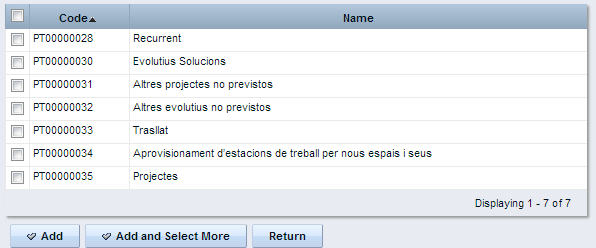 Code Name
PT00000028 Recurrent
PT00000030 Evolutius Solucions
PT00000031 Altres projectes no previstos
PT00000032 Altres evolutius no previstos
PT00000033 Trasllat
PT00000034 Aprovisionament d'estacions de treball per nous espais i seus
PT00000035 Projectes
Displaying 1 - 7 of 7
Add Add and Select More Return